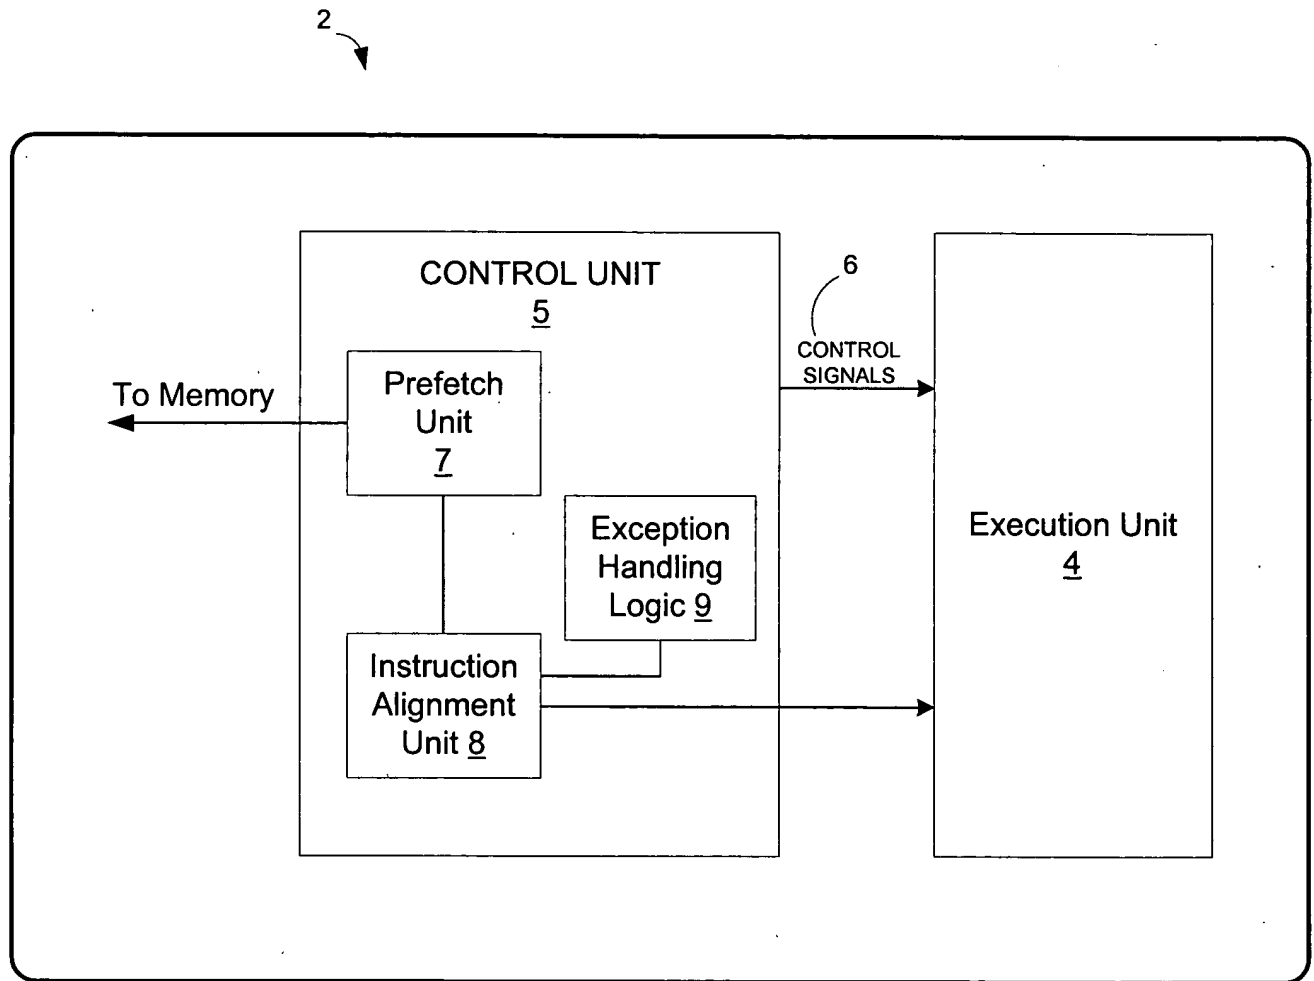 2
CONTROL UNIT
5
6
CONTROL
SIGNALS
To Memory
Prefetch
Unit
7
Exception
Handling
Logic 9
Execution Unit
4
Instruction
Alignment
Unit 8